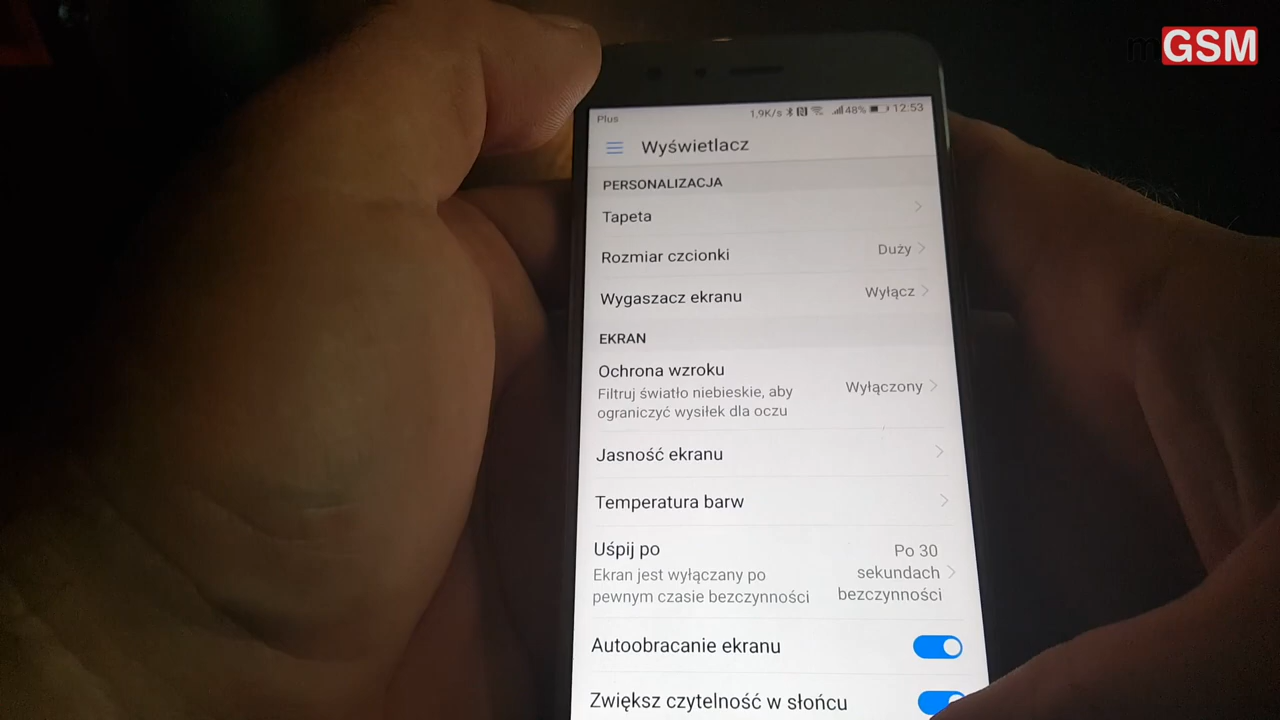 mGSM
Plus 1,9K/s 48% 12:53
Wyświetlacz
PERSONALIZACJA
Tapeta
Rozmiar czcionki Duży
Wygaszacz ekranu Wyłącz
EKRAN
Ochrona wzroku
Filtruj światło niebieskie, aby
ograniczyć wysiłek dla oczu
Wyłączony
Jasność ekranu
Temperatura barw
Uśpij po
Ekran jest wyłączany po
pewnym czasie bezczynności
Po 30
sekundach
bezczynności
Autoobracanie ekranu
Zwiększ czytelność w słońcu